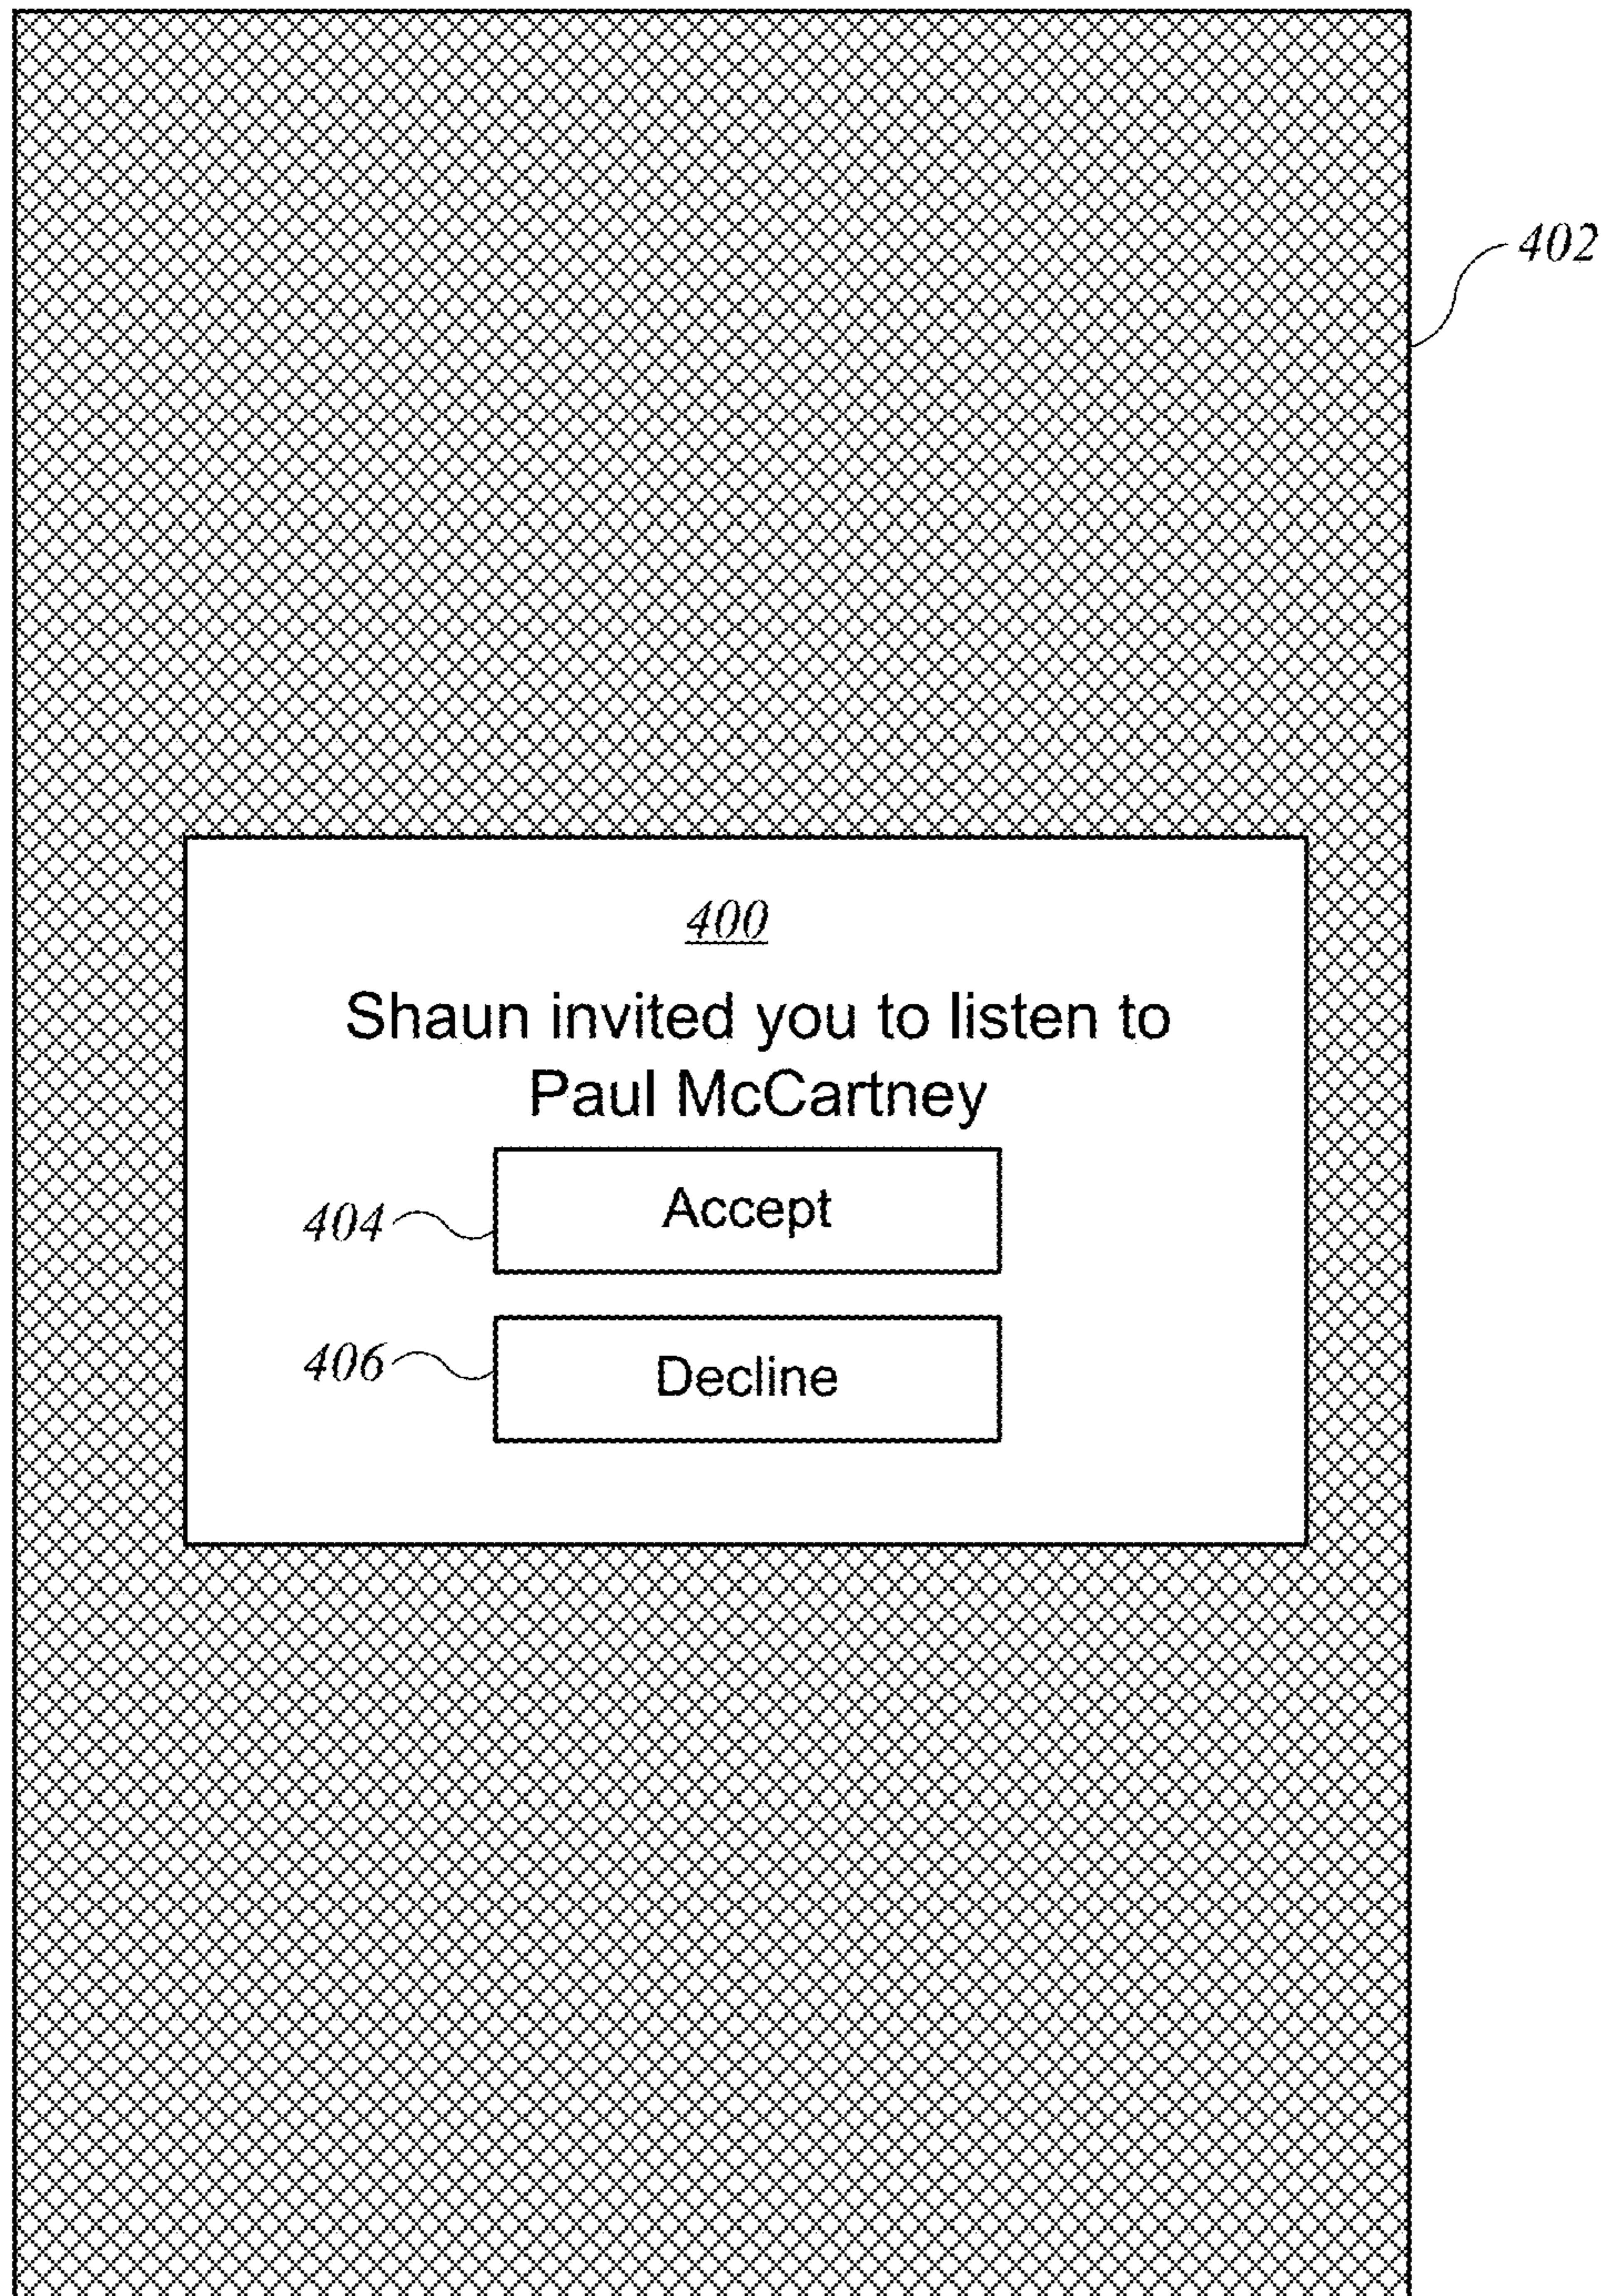 402
400
Shaun invited you to listen to
Paul McCartney
404
Accept
406
Decline